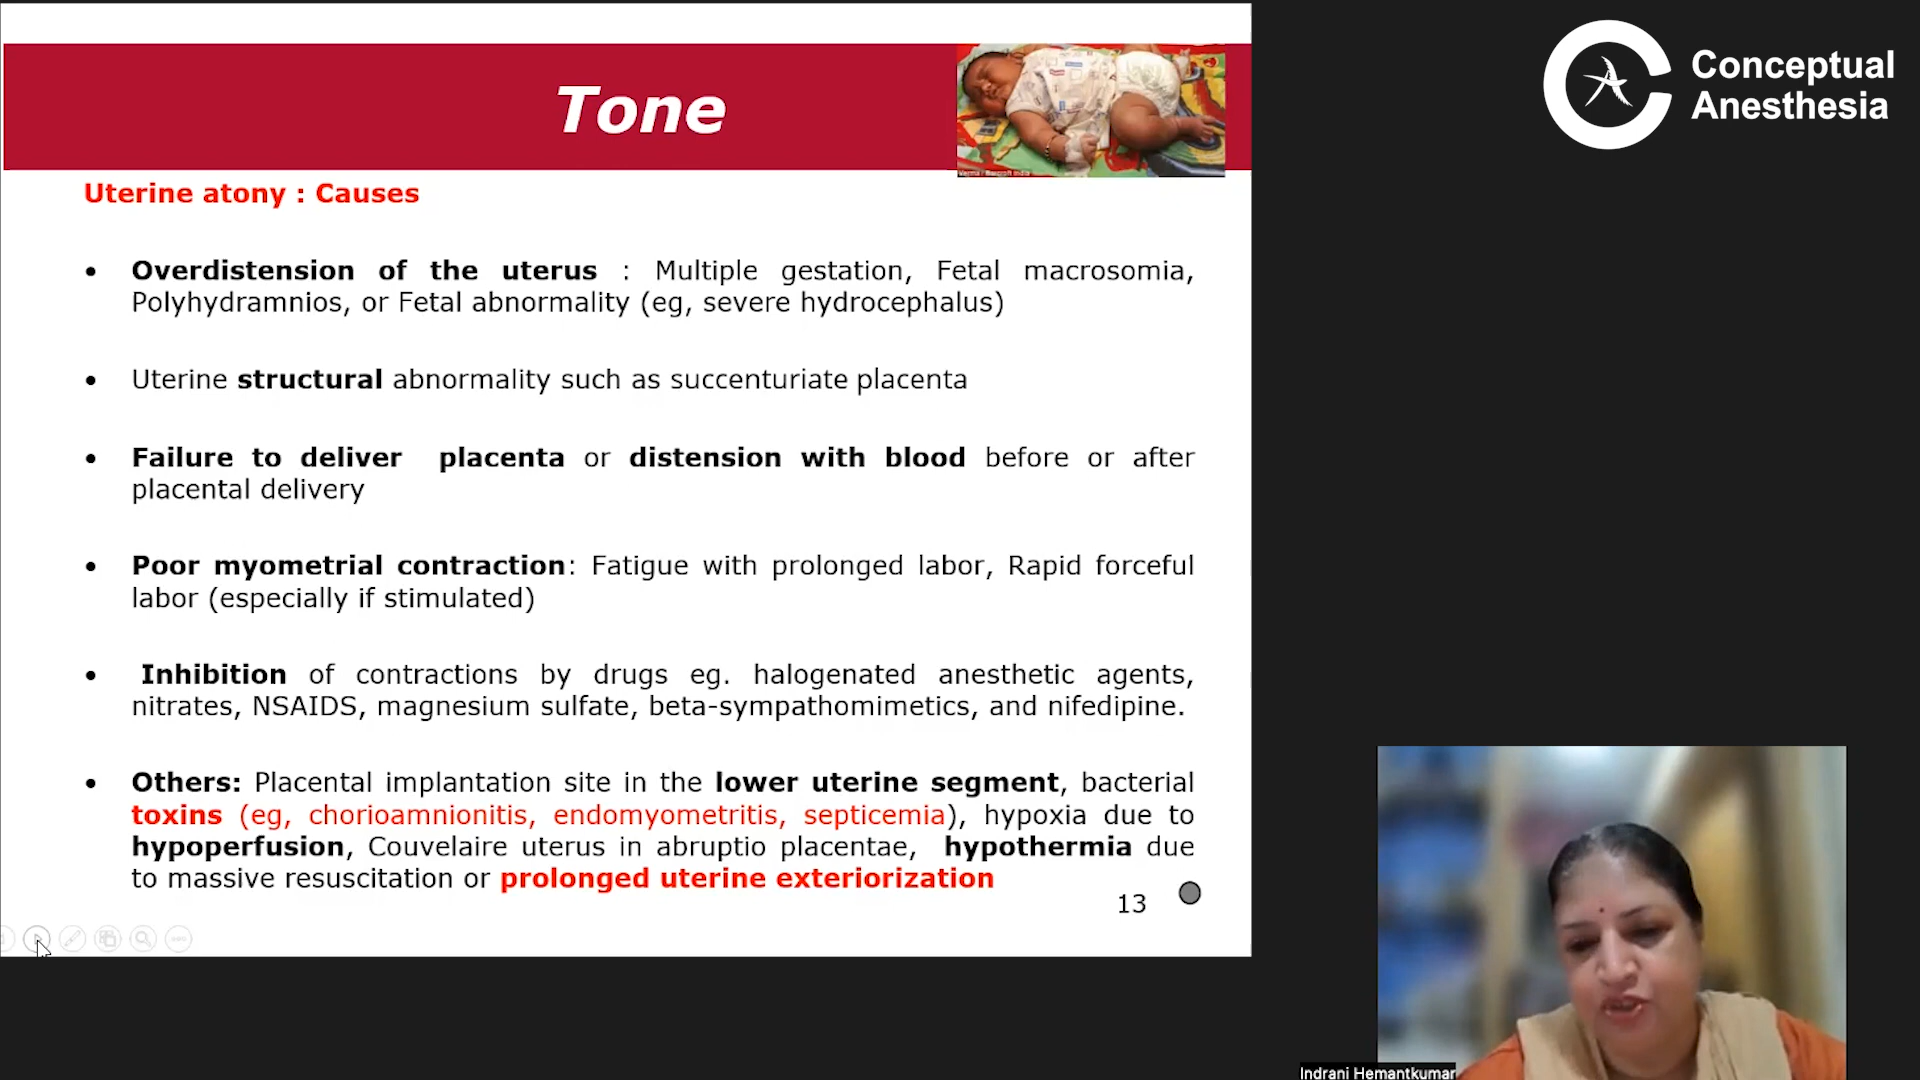 Tone
Conceptual
Anesthesia
Uterine atony : Causes
• Overdistension of the uterus : Multiple gestation, Fetal macrosomia,
Polyhydramnios, or Fetal abnormality (eg, severe hydrocephalus)
• Uterine structural abnormality such as succenturiate placenta
• Failure to deliver placenta or distension with blood before or after
placental delivery
• Poor myometrial contraction: Fatigue with prolonged labor, Rapid forceful
labor (especially if stimulated)
• Inhibition of contractions by drugs eg. halogenated anesthetic agents,
nitrates, NSAIDS, magnesium sulfate, beta-sympathomimetics, and nifedipine.
• Others: Placental implantation site in the lower uterine segment, bacterial
toxins (eg, chorioamnionitis, endomyometritis, septicemia), hypoxia due to
hypoperfusion, Couvelaire uterus in abruptio placentae, hypothermia due
to massive resuscitation or prolonged uterine exteriorization
13
Indrani Hemantkumar